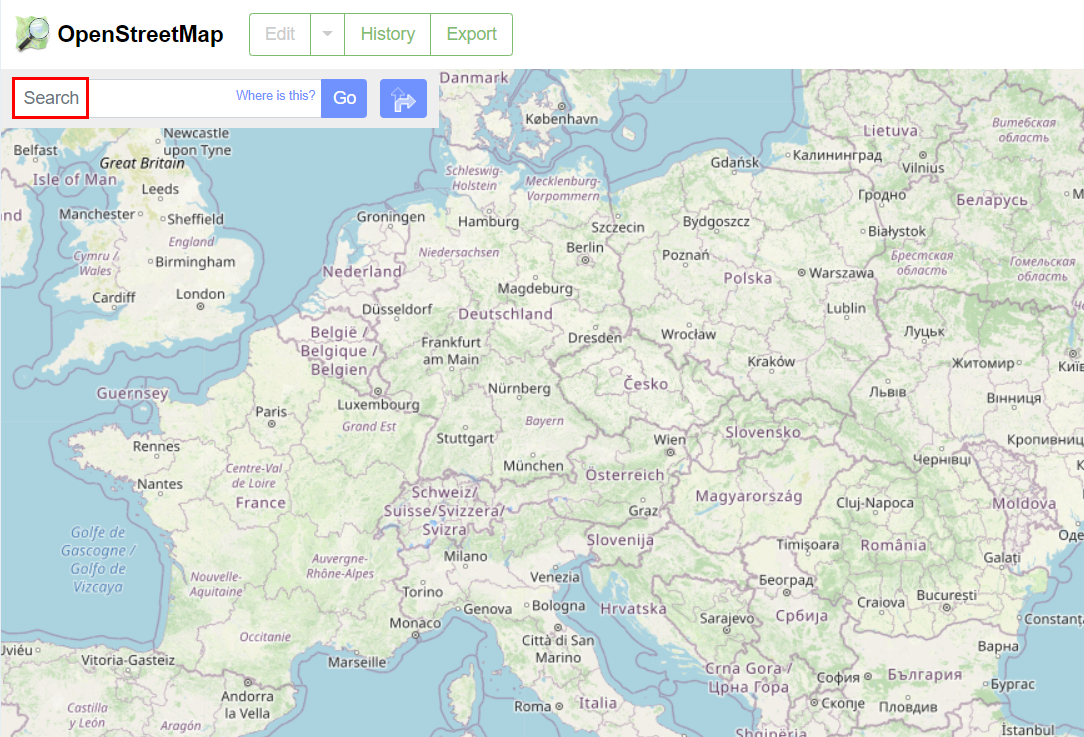 OpenStreetMap
Edit
History
Export
Search
Where is this?
Go
Danmark
København
Newcastle
upon Tyne
Belfast
Great Britain
Isle of Man
Leeds
Manchester
Sheffield
England
Cymru /
Wales
Birmingham
Cardiff
London
Guernsey
Schleswig-
Holstein
Mecklenburg-
Vorpommern
Groningen
Hamburg
Szczecin
Niedersachsen
Berlin
Nederland
Magdeburg
Düsseldorf
Deutschland
België /
Belgique /
Belgien
Frankfurt
am Main
Dresden
Luxembourg
Nürnberg
Česko
Paris
Grand Est
Bayern
Stuttgart
Rennes
München
Wien
Nantes
Centre-Val
de Loire
France
Schweiz/
Suisse/Svizzera/
Svizra
Österreich
Graz
Gdańsk
Калининград
Lietuva
Vilnius
Витебская
область
Гродно
Беларусь
Bydgoszcz
Białystok
Poznań
Polska
Warszawa
Брестская
область
Гомельская
область
Lublin
Wrocław
Луцьк
Kraków
Житомир
Київ
Львів
Вінниця
Slovensko
Чернівці
Magyarország
Cluj-Napoca
Moldova
Slovenija
Timișoara
România
Galați
Golfe de
Gascogne /
Golfo de
Vizcaya
Nouvelle-
Aquitaine
Auvergne-
Rhône-Alpes
Milano
Torino
Venezia
Genova
Bologna
Hrvatska
Београд
Craiova
București
Monaco
Sarajevo
Србија
Occitanie
Città di San
Marino
Варна
Vitoria-Gasteiz
Marseille
Crna Gora /
Црна Гора
София
България
Бургас
Andorra
la Vella
Castilla
y León
Aragón
Roma
Italia
Скопје
Пловдив
İstanbul
Shqipëria